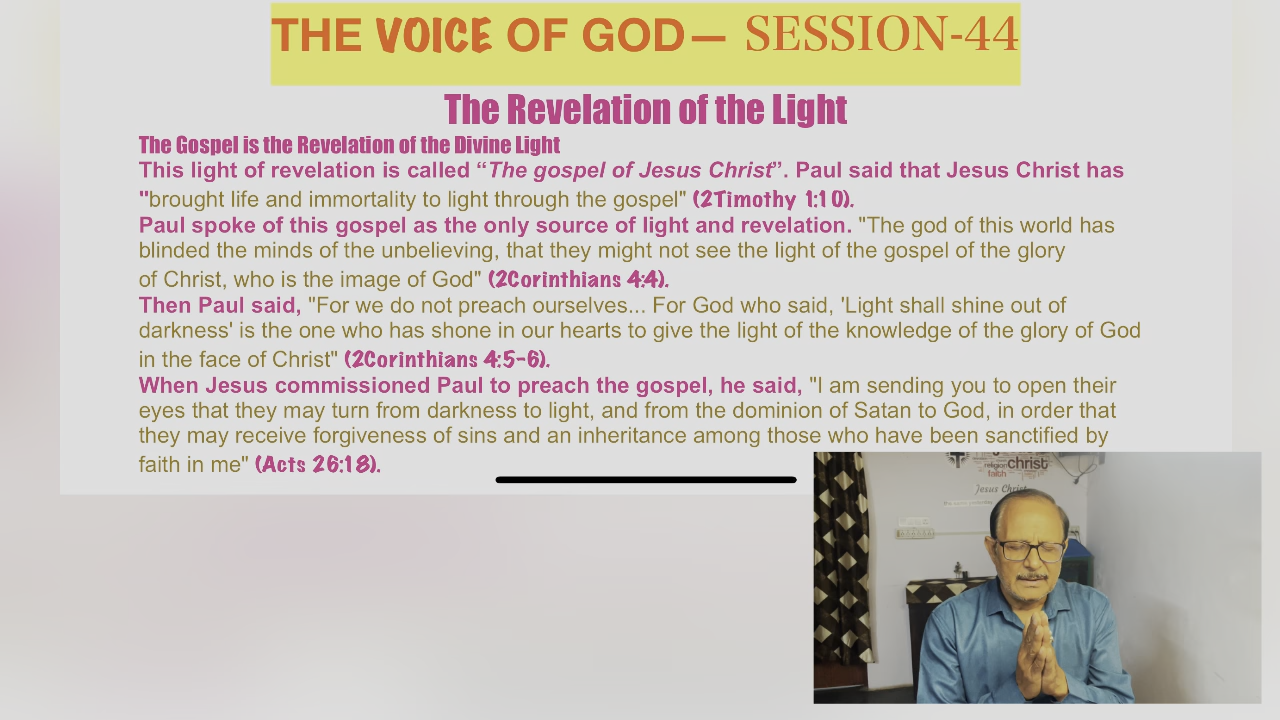 THE VOICE OF GOD— SESSION-44
The Revelation of the Light
The Gospel is the Revelation of the Divine Light
This light of revelation is called “The gospel of Jesus Christ”. Paul said that Jesus Christ has
"brought life and immortality to light through the gospel" (2Timothy 1:10).
Paul spoke of this gospel as the only source of light and revelation. "The god of this world has
blinded the minds of the unbelieving, that they might not see the light of the gospel of the glory
of Christ, who is the image of God" (2Corinthians 4:4).
Then Paul said, "For we do not preach ourselves... For God who said, 'Light shall shine out of
darkness' is the one who has shone in our hearts to give the light of the knowledge of the glory of God
in the face of Christ" (2Corinthians 4:5-6).
When Jesus commissioned Paul to preach the gospel, he said, "I am sending you to open their
eyes that they may turn from darkness to light, and from the dominion of Satan to God, in order that
they may receive forgiveness of sins and an inheritance among those who have been sanctified by
faith in me" (Acts 26:18).
religion christ
faith
Jesus Christ